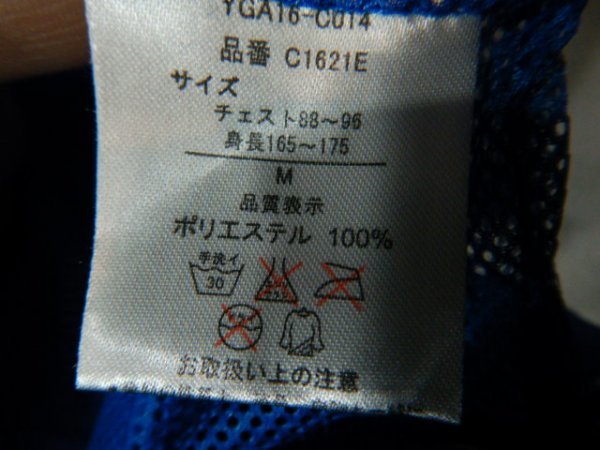 YGA16-C014
品番 C1621E
サイズ
チェスト88～96
身長165～175
M
品質表示
ポリエステル 100%
手洗イ
30
お取扱い上の注意